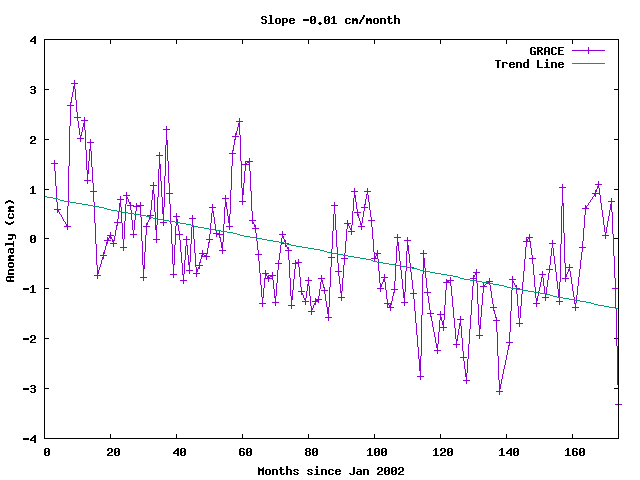 Slope -0.01 cm/month
GRACE
Trend Line
4
3
2
1
0
-1
-2
-3
-4
Anomaly (cm)
0 20 40 60 80 100 120 140 160
Months since Jan 2002